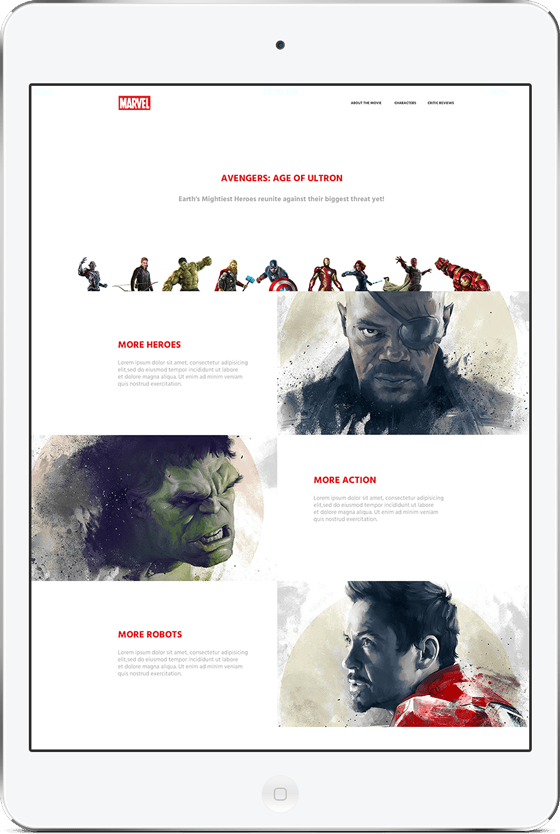 MARVEL
ABOUT THE MOVIE CHARACTERS CRITIC REVIEWS
AVENGERS: AGE OF ULTRON
Earth's Mightiest Heroes reunite against their biggest threat yet!
MORE HEROES
Lorem ipsum dolor sit amet, consectetur adipisicing
elit,sed do eiusmod tempor incididunt ut labore
et dolore magna aliqua. Ut enim ad minim veniam
quis nostrud exercitation.
MORE ACTION
Lorem ipsum dolor sit amet, consectetur adipisicing
elit,sed do eiusmod tempor incididunt ut labore
et dolore magna aliqua. Ut enim ad minim veniam
quis nostrud exercitation.
MORE ROBOTS
Lorem ipsum dolor sit amet, consectetur adipisicing
elit,sed do eiusmod tempor incididunt ut labore
et dolore magna aliqua. Ut enim ad minim veniam
quis nostrud exercitation.